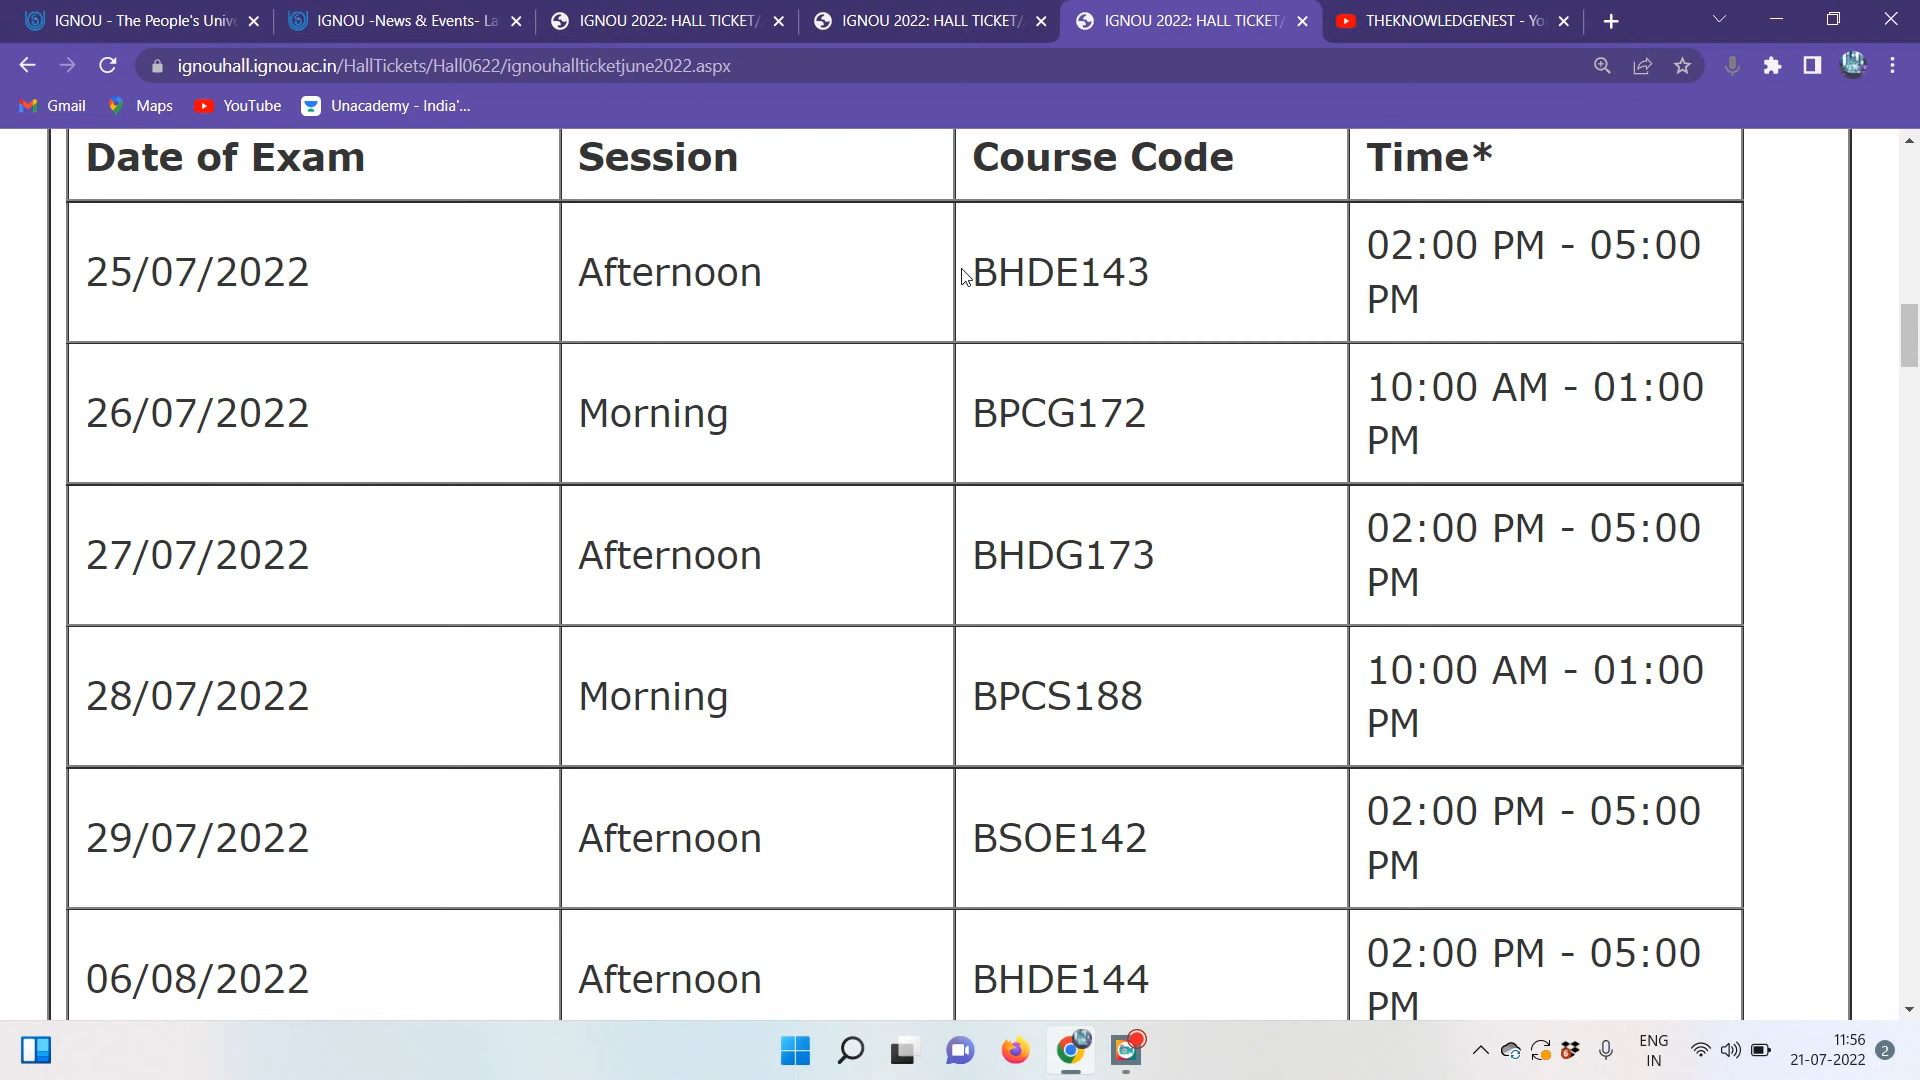 IGNOU - The People's Unive
IGNOU -News & Events- La
IGNOU 2022: HALL TICKET/
IGNOU 2022: HALL TICKET/
IGNOU 2022: HALL TICKET/
THEKNOWLEDGENEST - Yo
ignouhall.ignou.ac.in/HallTickets/Hall0622/ignouhallticketjune2022.aspx
Gmail
Maps
YouTube
Unacademy - India'...
Date of Exam Session Course Code Time*
25/07/2022 Afternoon BHDE143 02:00 PM - 05:00
PM
26/07/2022 Morning BPCG172 10:00 AM - 01:00
PM
27/07/2022 Afternoon BHDG173 02:00 PM - 05:00
PM
28/07/2022 Morning BPCS188 10:00 AM - 01:00
PM
29/07/2022 Afternoon BSOE142 02:00 PM - 05:00
PM
06/08/2022 Afternoon BHDE144 02:00 PM - 05:00
PM
ENG
IN
11:56
21-07-2022
2